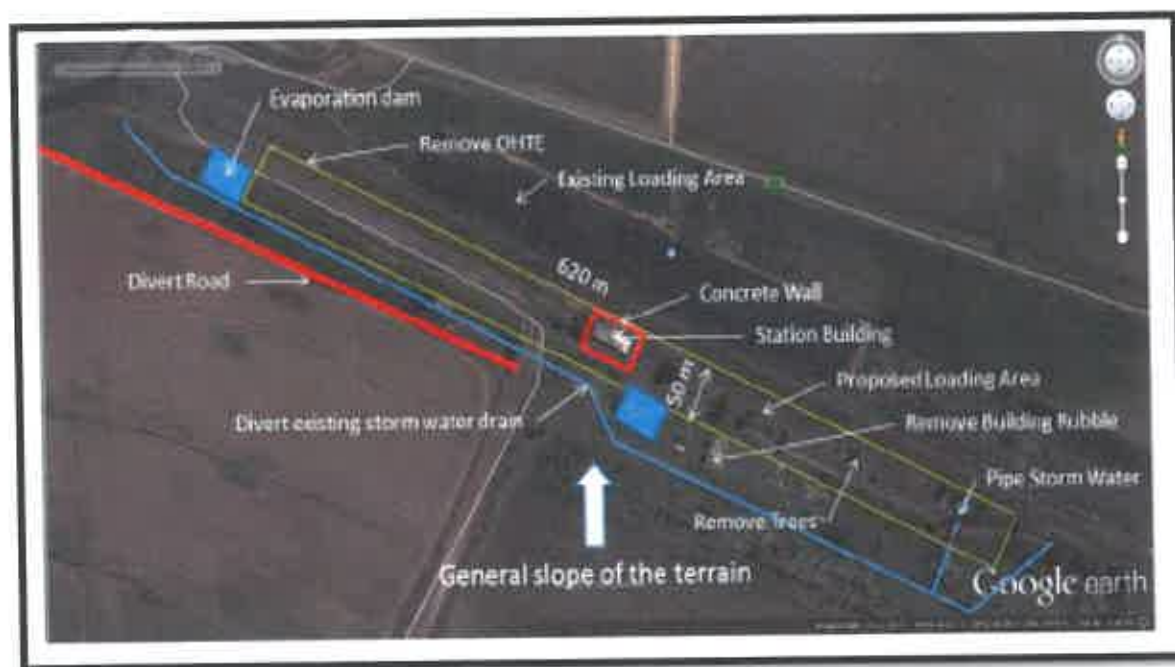 Evaporation dam
Remove OHTE
Existing Loading Area
620 m
Divert Road
Concrete Wall
Station Building
50 m
Proposed Loading Area
Divert existing storm water drain
Remove Building Rubble
Pipe Storm Water
Remove Trees
General slope of the terrain
Google earth